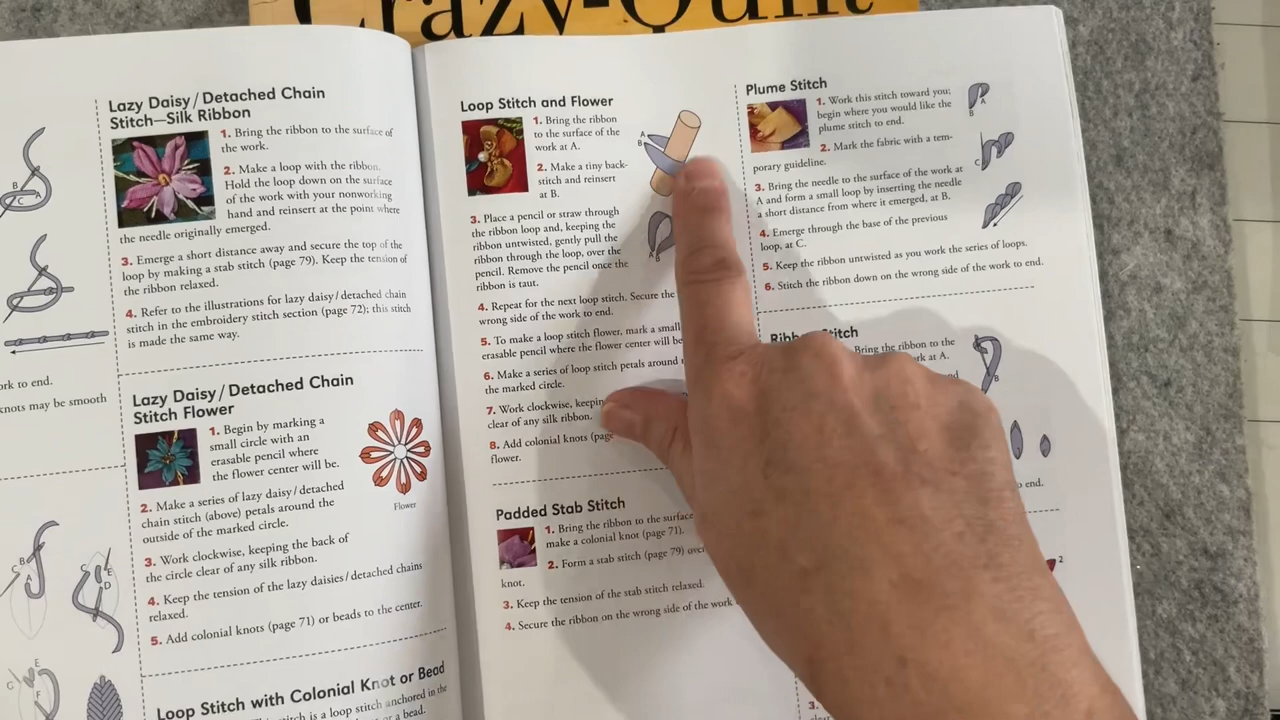 Crazy-Quilt
ork to end.
knots may be smooth
B
C
B
C
A
C
E
D
E
G
F
Lazy Daisy / Detached Chain
Stitch—Silk Ribbon
1. Bring the ribbon to the surface of
the work.
2. Make a loop with the ribbon.
Hold the loop down on the surface
of the work with your nonworking
hand and reinsert at the point where
the needle originally emerged.
3. Emerge a short distance away and secure the top of the
loop by making a stab stitch (page 79). Keep the tension of
the ribbon relaxed.
4. Refer to the illustrations for lazy daisy/detached chain
stitch in the embroidery stitch section (page 72); this stitch
is made the same way.
Lazy Daisy / Detached Chain
Stitch Flower
1. Begin by marking a
small circle with an
erasable pencil where
the flower center will be.
2. Make a series of lazy daisy/detached
chain stitch (above) petals around the
outside of the marked circle.
Flower
3. Work clockwise, keeping the back of
the circle clear of any silk ribbon.
4. Keep the tension of the lazy daisies/detached chains
relaxed.
5. Add colonial knots (page 71) or beads to the center.
Loop Stitch with Colonial Knot or Bead
stitch is a loop stitch anchored in the
or a bead.
Loop Stitch and Flower
1. Bring the ribbon
to the surface of the
work at A.
2. Make a tiny back-
stitch and reinsert
at B.
A
B
3. Place a pencil or straw through
the ribbon loop and, keeping the
ribbon untwisted, gently pull the
ribbon through the loop, over the
pencil. Remove the pencil once the
ribbon is taut.
A
4. Repeat for the next loop stitch. Secure the
wrong side of the work to end.
5. To make a loop stitch flower, mark a small
erasable pencil where the flower center will be
6. Make a series of loop stitch petals around
the marked circle.
7. Work clockwise, keepin
clear of any silk ribbon.
8. Add colonial knots (page
flower.
Padded Stab Stitch
1. Bring the ribbon to the surface
make a colonial knot (page 71).
2. Form a stab stitch (page 79) over
knot.
3. Keep the tension of the stab stitch relaxed.
4. Secure the ribbon on the wrong side of the work
Plume Stitch
1. Work this stitch toward you;
begin where you would like the
plume stitch to end.
2. Mark the fabric with a tem-
porary guideline.
3. Bring the needle to the surface of the work at
A and form a small loop by inserting the needle
a short distance from where it emerged, at B.
4. Emerge through the base of the previous
loop, at C.
5. Keep the ribbon untwisted as you work the series of loops.
6. Stitch the ribbon down on the wrong side of the work to end.
A
B
C
Stitch
Bring the ribbon to the
rk at A.
B
end.
2
3.